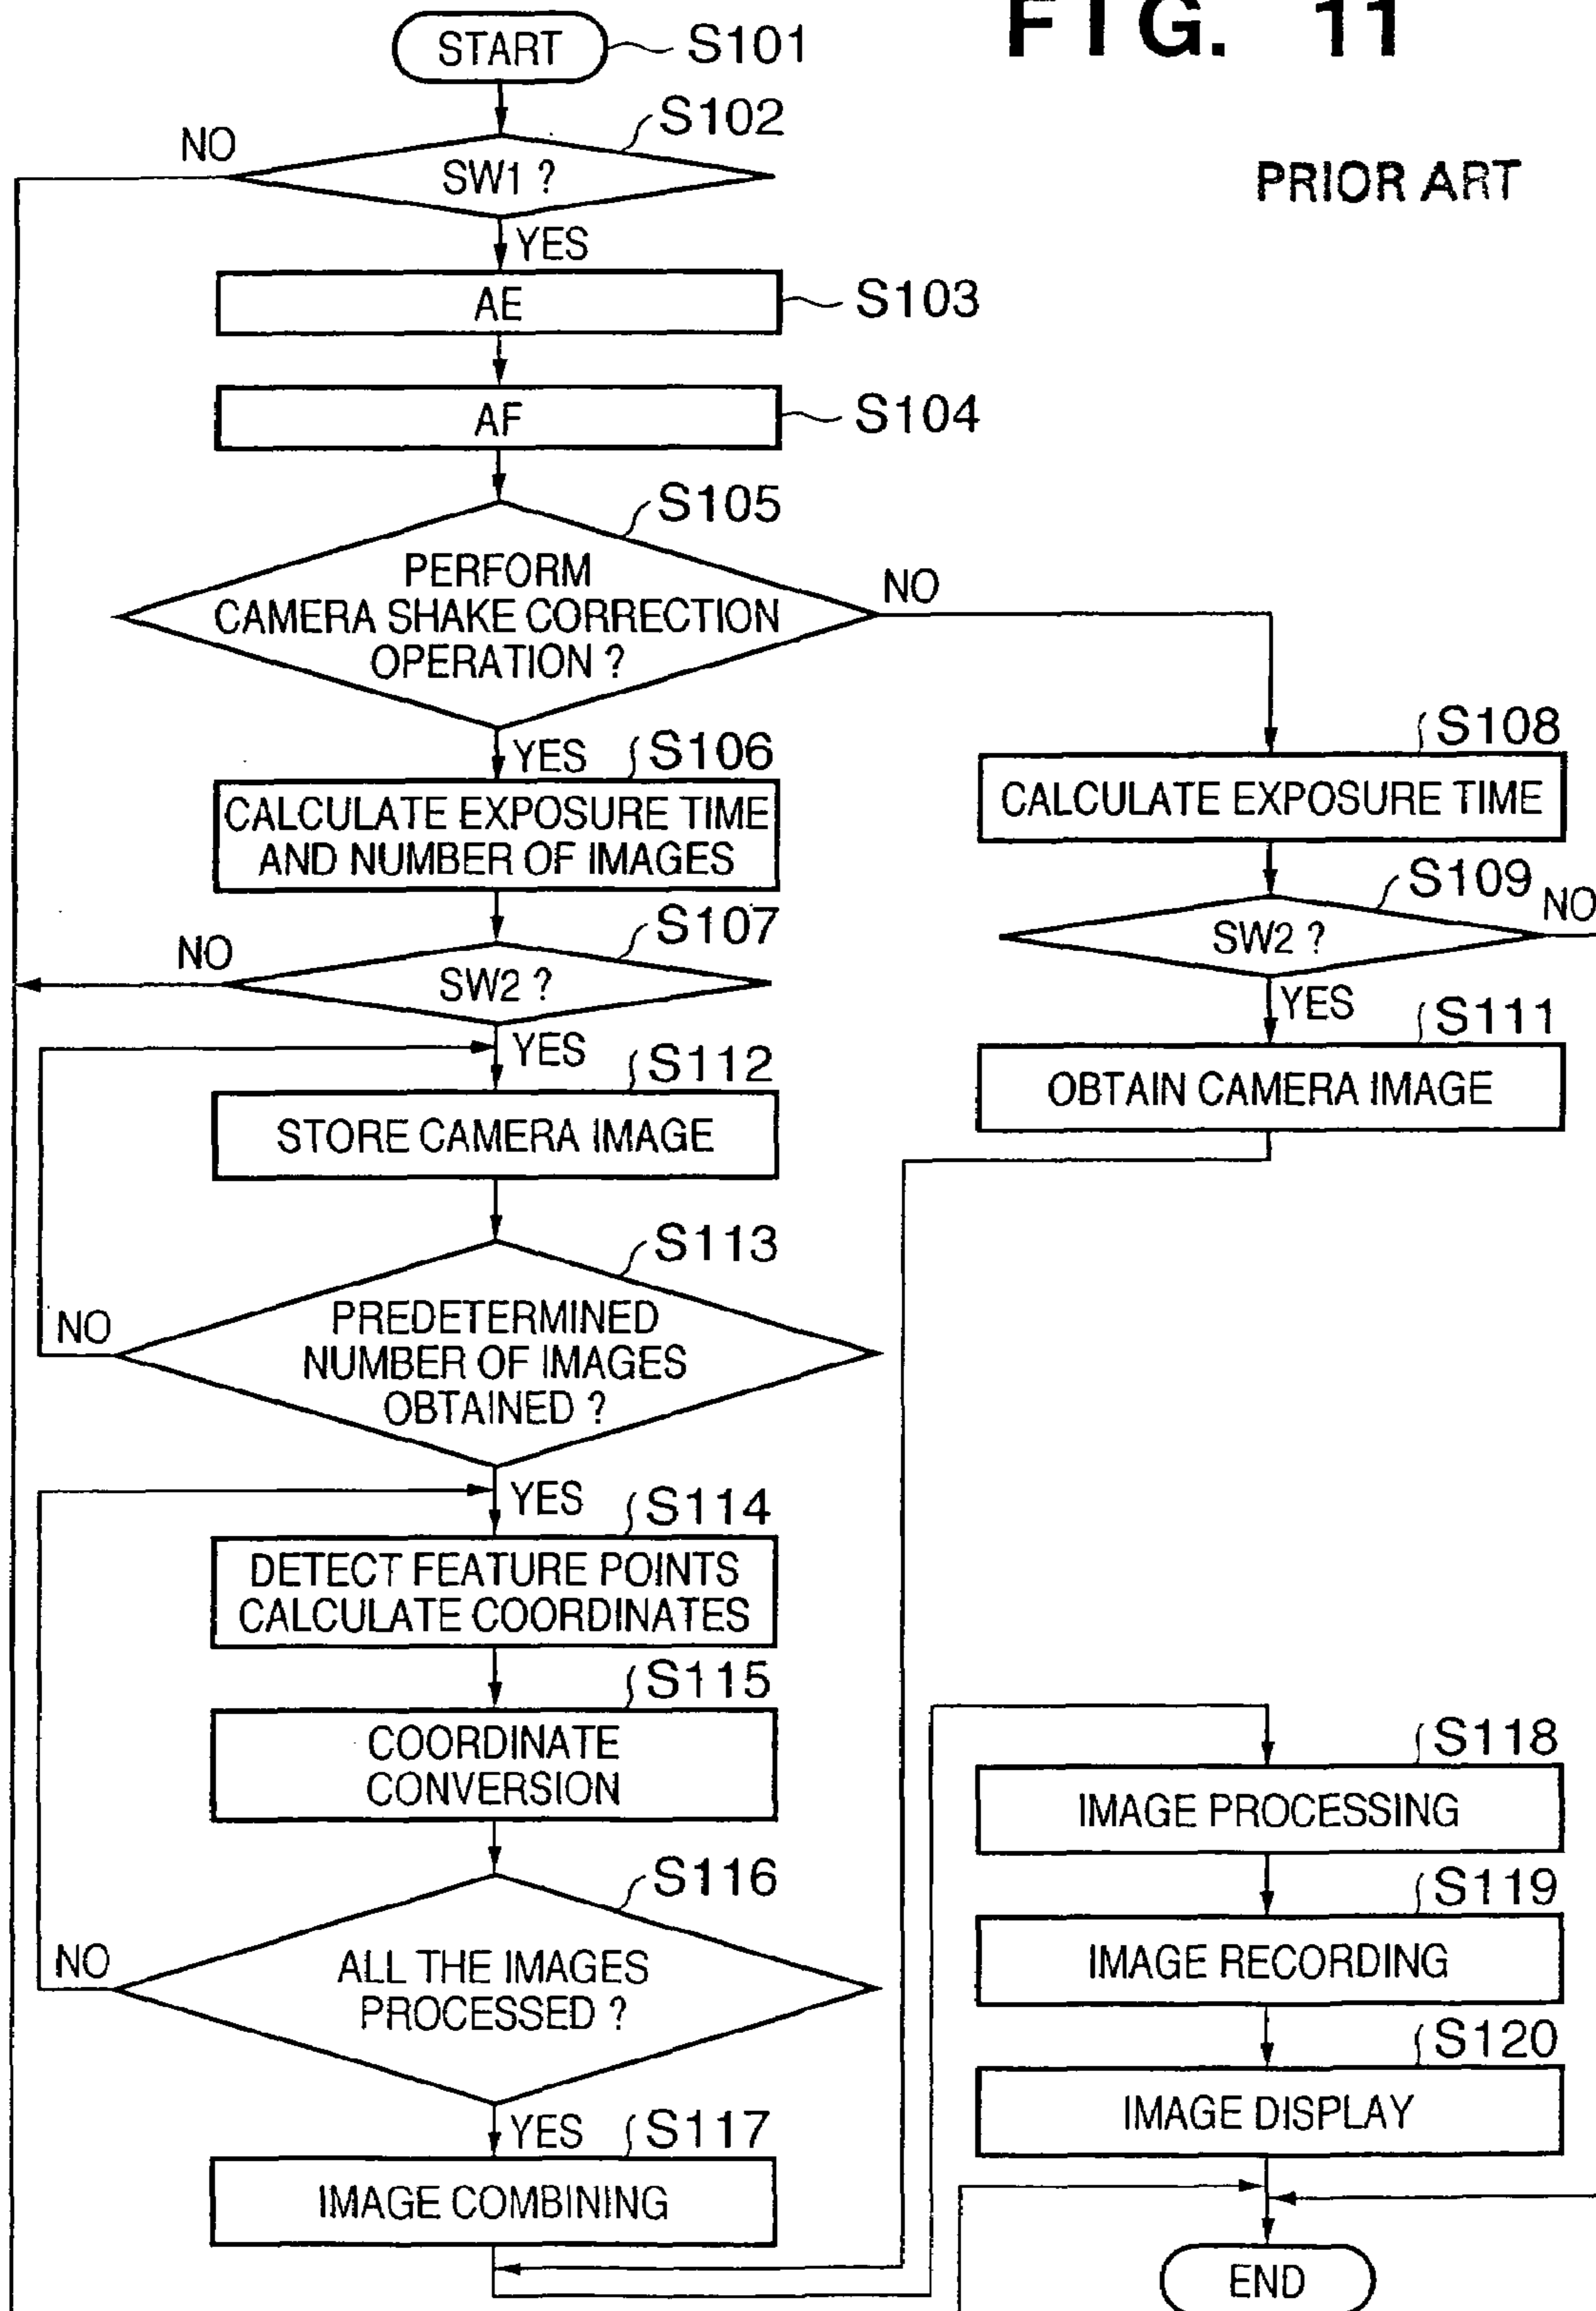 FIG. 11
PRIOR ART
START
S101
S102
NO
SW1 ?
YES
AE
S103
AF
S104
S105
PERFORM
CAMERA SHAKE CORRECTION
OPERATION ?
NO
YES
S106
CALCULATE EXPOSURE TIME
AND NUMBER OF IMAGES
S107
NO
SW2 ?
YES
S108
CALCULATE EXPOSURE TIME
S109
NO
SW2 ?
YES
S111
OBTAIN CAMERA IMAGE
S112
STORE CAMERA IMAGE
S113
NO
PREDETERMINED
NUMBER OF IMAGES
OBTAINED ?
YES
S114
DETECT FEATURE POINTS
CALCULATE COORDINATES
S115
COORDINATE
CONVERSION
S116
NO
ALL THE IMAGES
PROCESSED ?
YES
S117
IMAGE COMBINING
S118
IMAGE PROCESSING
S119
IMAGE RECORDING
S120
IMAGE DISPLAY
END